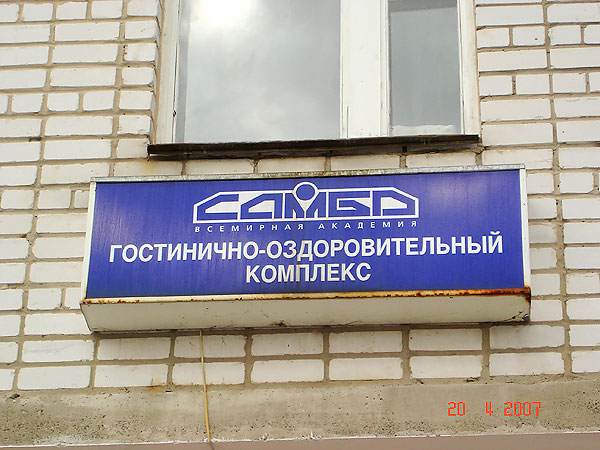 САМБО
ВСЕМИРНАЯ АКАДЕМИЯ
ГОСТИНИЧНО-ОЗДОРОВИТЕЛЬНЫЙ
КОМПЛЕКС
20 4 2007